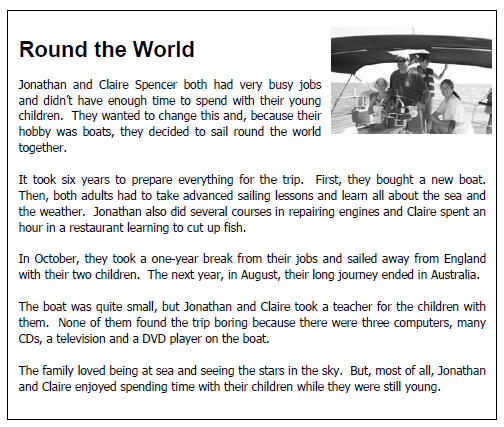 Round the World
Jonathan and Claire Spencer both had very busy jobs
and didn't have enough time to spend with their young
children.  They wanted to change this and, because their
hobby was boats, they decided to sail round the world
together.
It took six years to prepare everything for the trip.  First, they bought a new boat.
Then, both adults had to take advanced sailing lessons and learn all about the sea and
the weather.  Jonathan also did several courses in repairing engines and Claire spent an
hour in a restaurant learning to cut up fish.
In October, they took a one-year break from their jobs and sailed away from England
with their two children.  The next year, in August, their long journey ended in Australia.
The boat was quite small, but Jonathan and Claire took a teacher for the children with
them.  None of them found the trip boring because there were three computers, many
CDs, a television and a DVD player on the boat.
The family loved being at sea and seeing the stars in the sky.  But, most of all, Jonathan
and Claire enjoyed spending time with their children while they were still young.